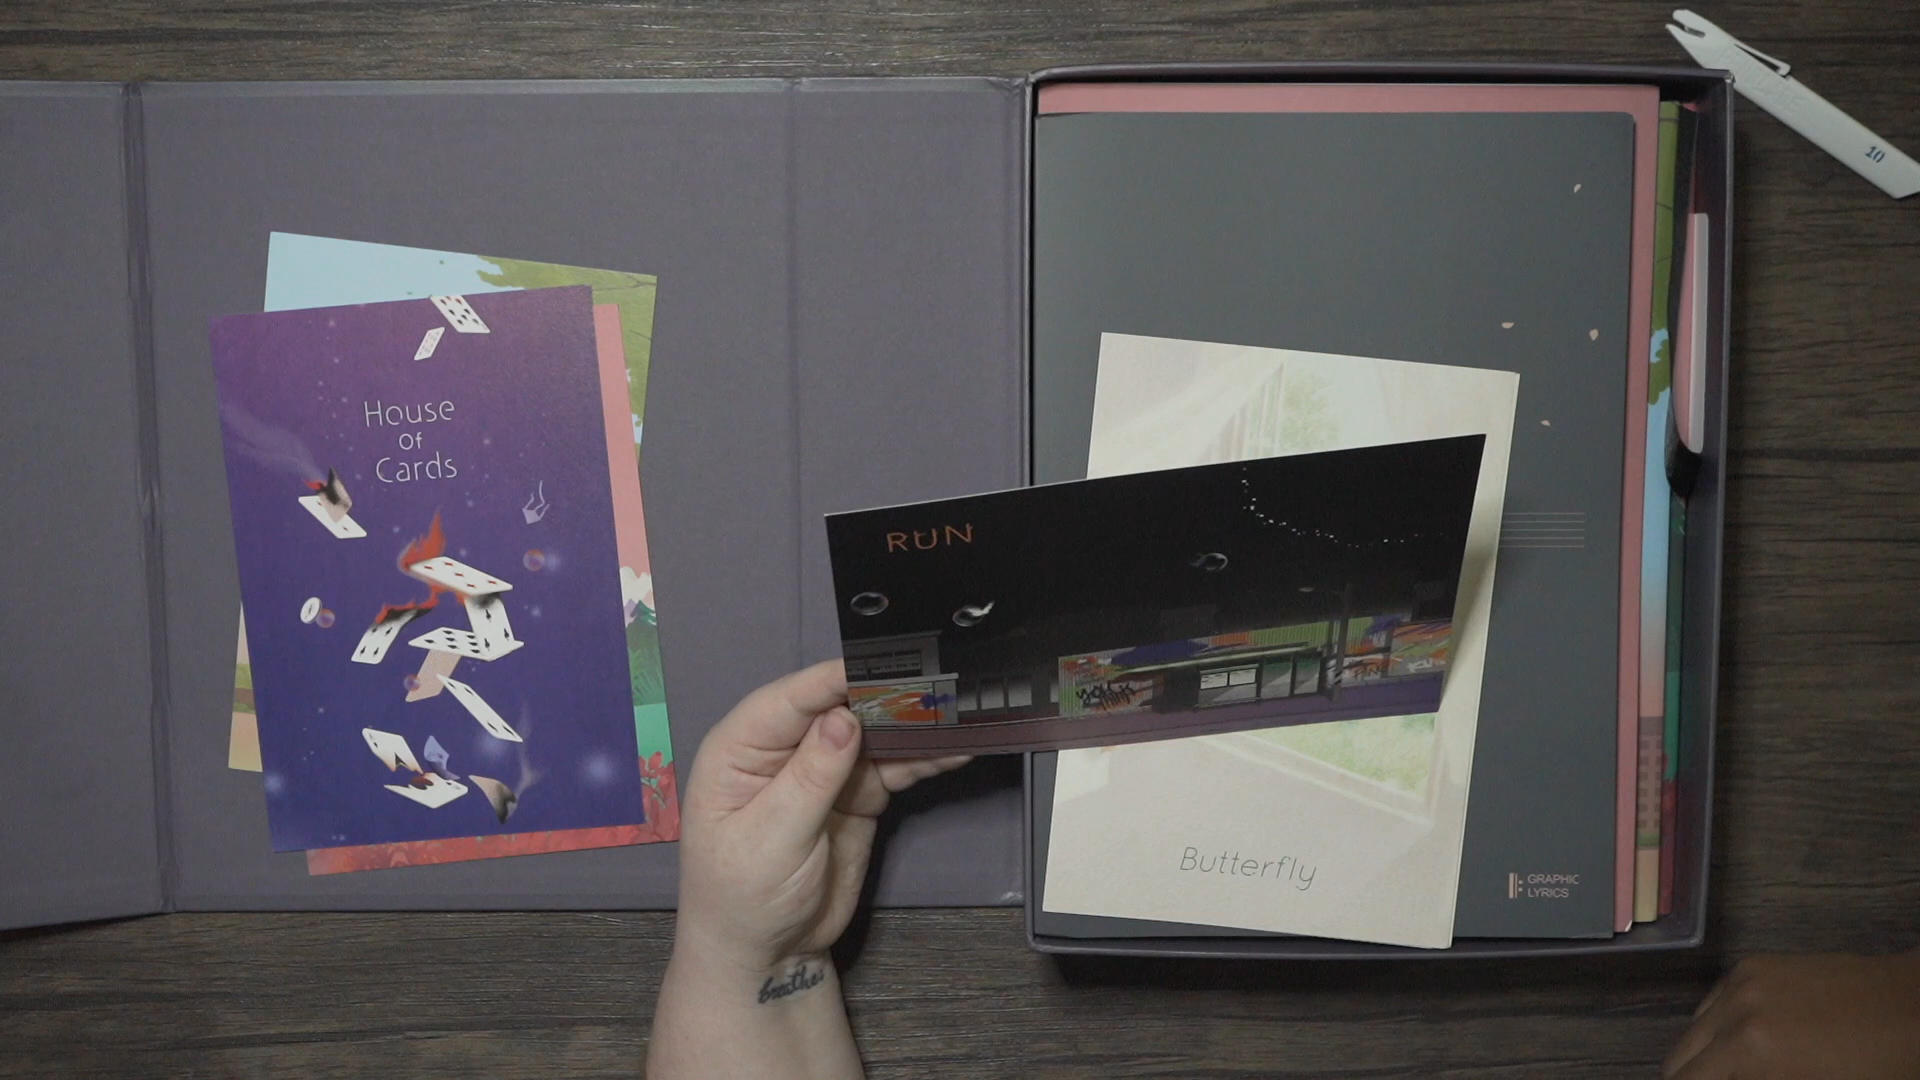 House
Of
Cards
RUN
Butterfly
GRAPHIC
LYRICS
breathe
10